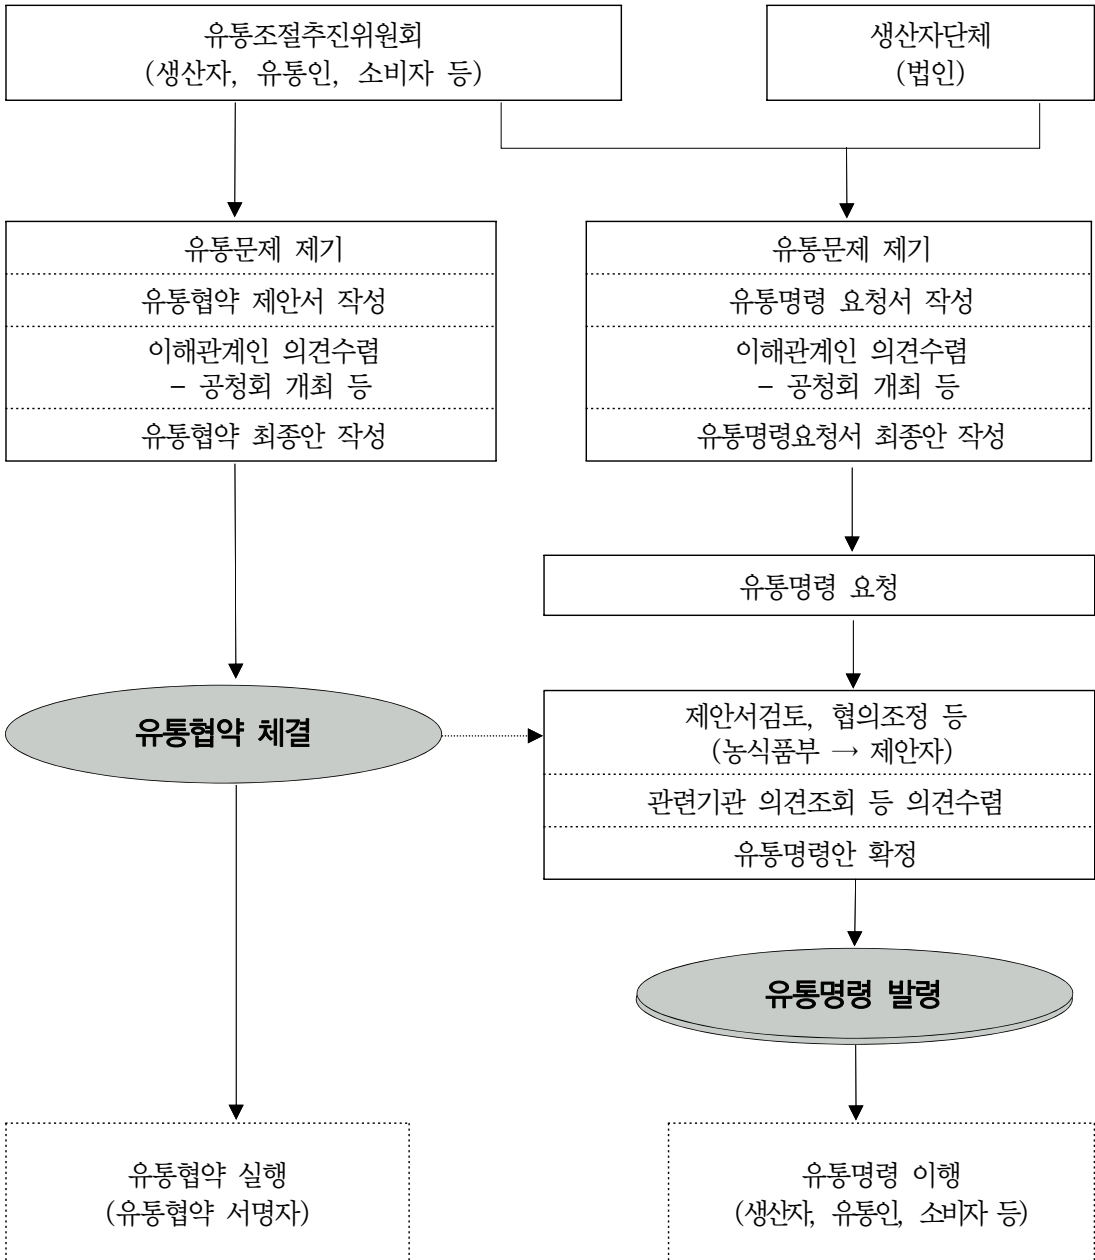 유통조절추진위원회
(생산자, 유통인, 소비자 등)
생산자단체
(법인)
유통문제 제기
유통협약 제안서 작성
이해관계인 의견수렴
- 공청회 개최 등
유통협약 최종안 작성
유통문제 제기
유통명령 요청서 작성
이해관계인 의견수렴
- 공청회 개최 등
유통명령요청서 최종안 작성
유통명령 요청
유통협약 체결
제안서검토, 협의조정 등
(농식품부 → 제안자)
관련기관 의견조회 등 의견수렴
유통명령안 확정
유통명령 발령
유통협약 실행
(유통협약 서명자)
유통명령 이행
(생산자, 유통인, 소비자 등)